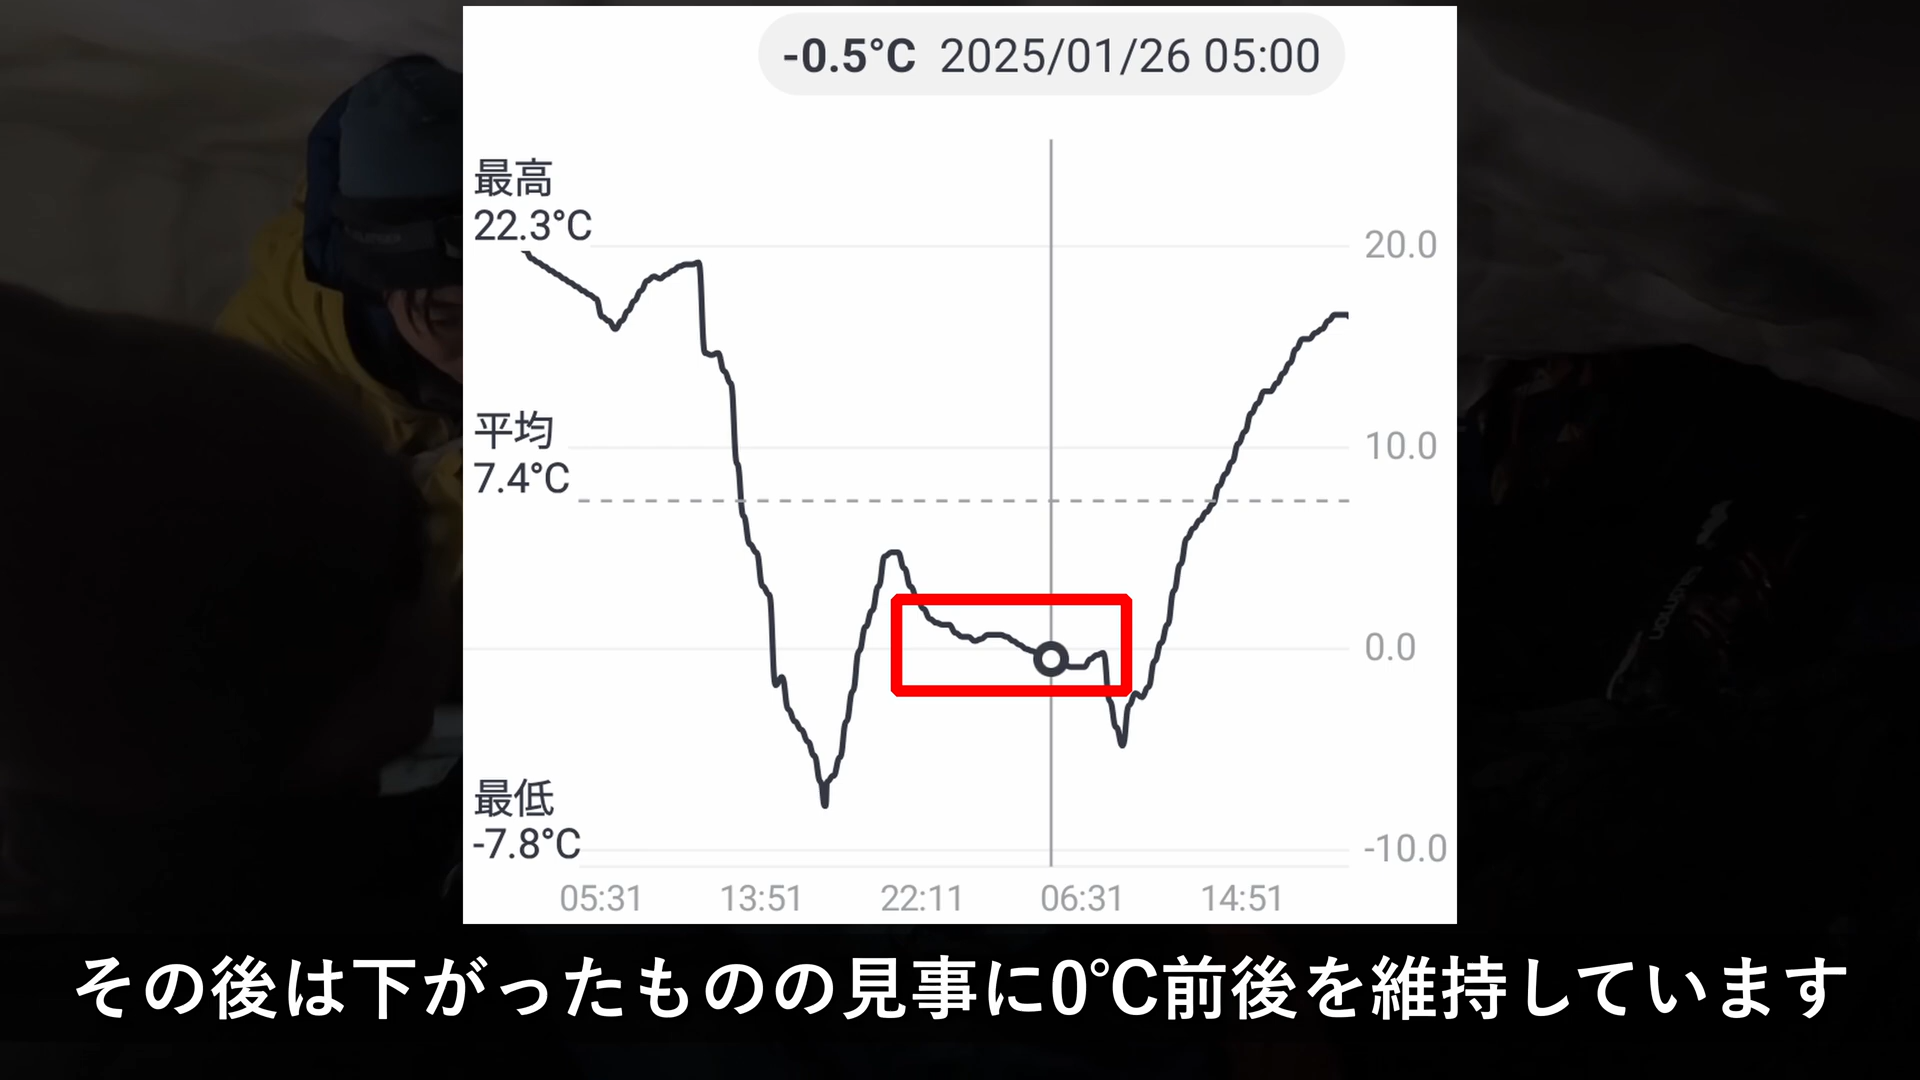 -0.5°C 2025/01/26 05:00
最高
22.3°C
20.0
平均
10.0
7.4°C
0.0
最低
-7.8°C
-10.0
05:31 13:51 22:11 06:31 14:51
salomon
その後は下がったものの見事に0℃前後を維持しています